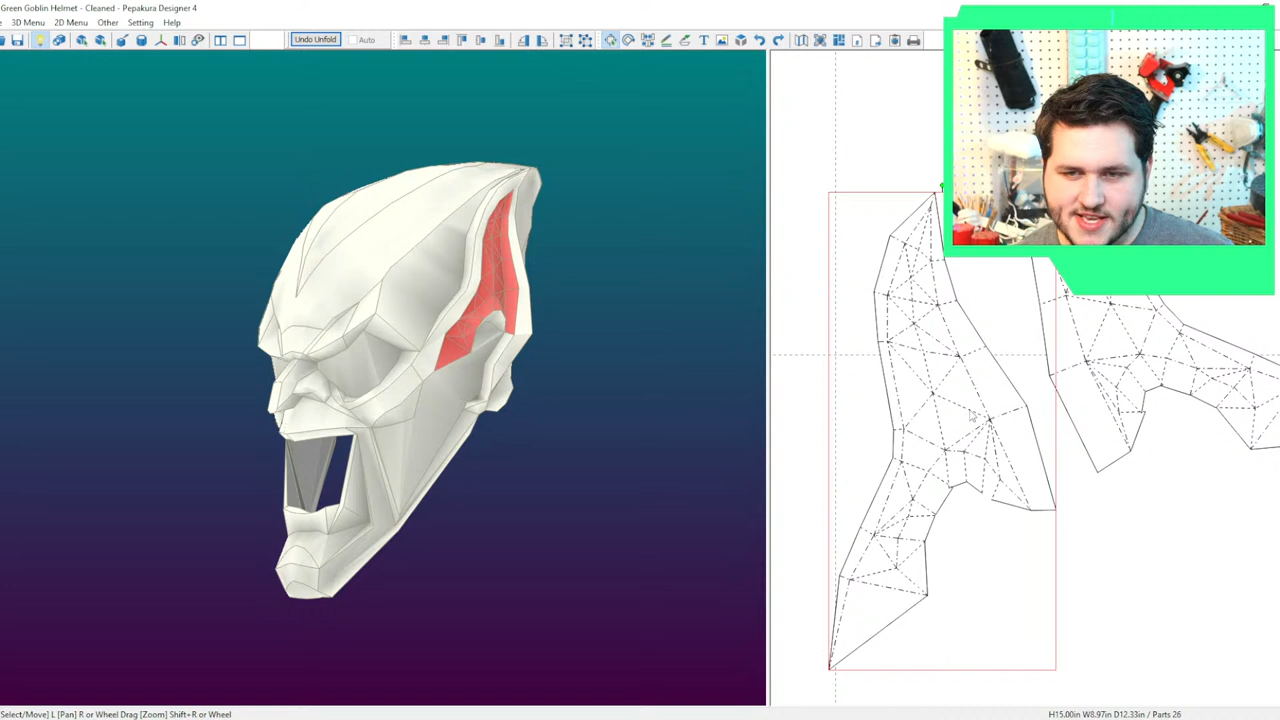 Green Goblin Helmet - Cleaned - Pepakura Designer 4
3D Menu 2D Menu Other Setting Help
Undo Unfold Auto
Select/Move] L [Pan] R or Wheel Drag [Zoom] Shift+R or Wheel
H15.00in W8.97in D12.33in / Parts 26